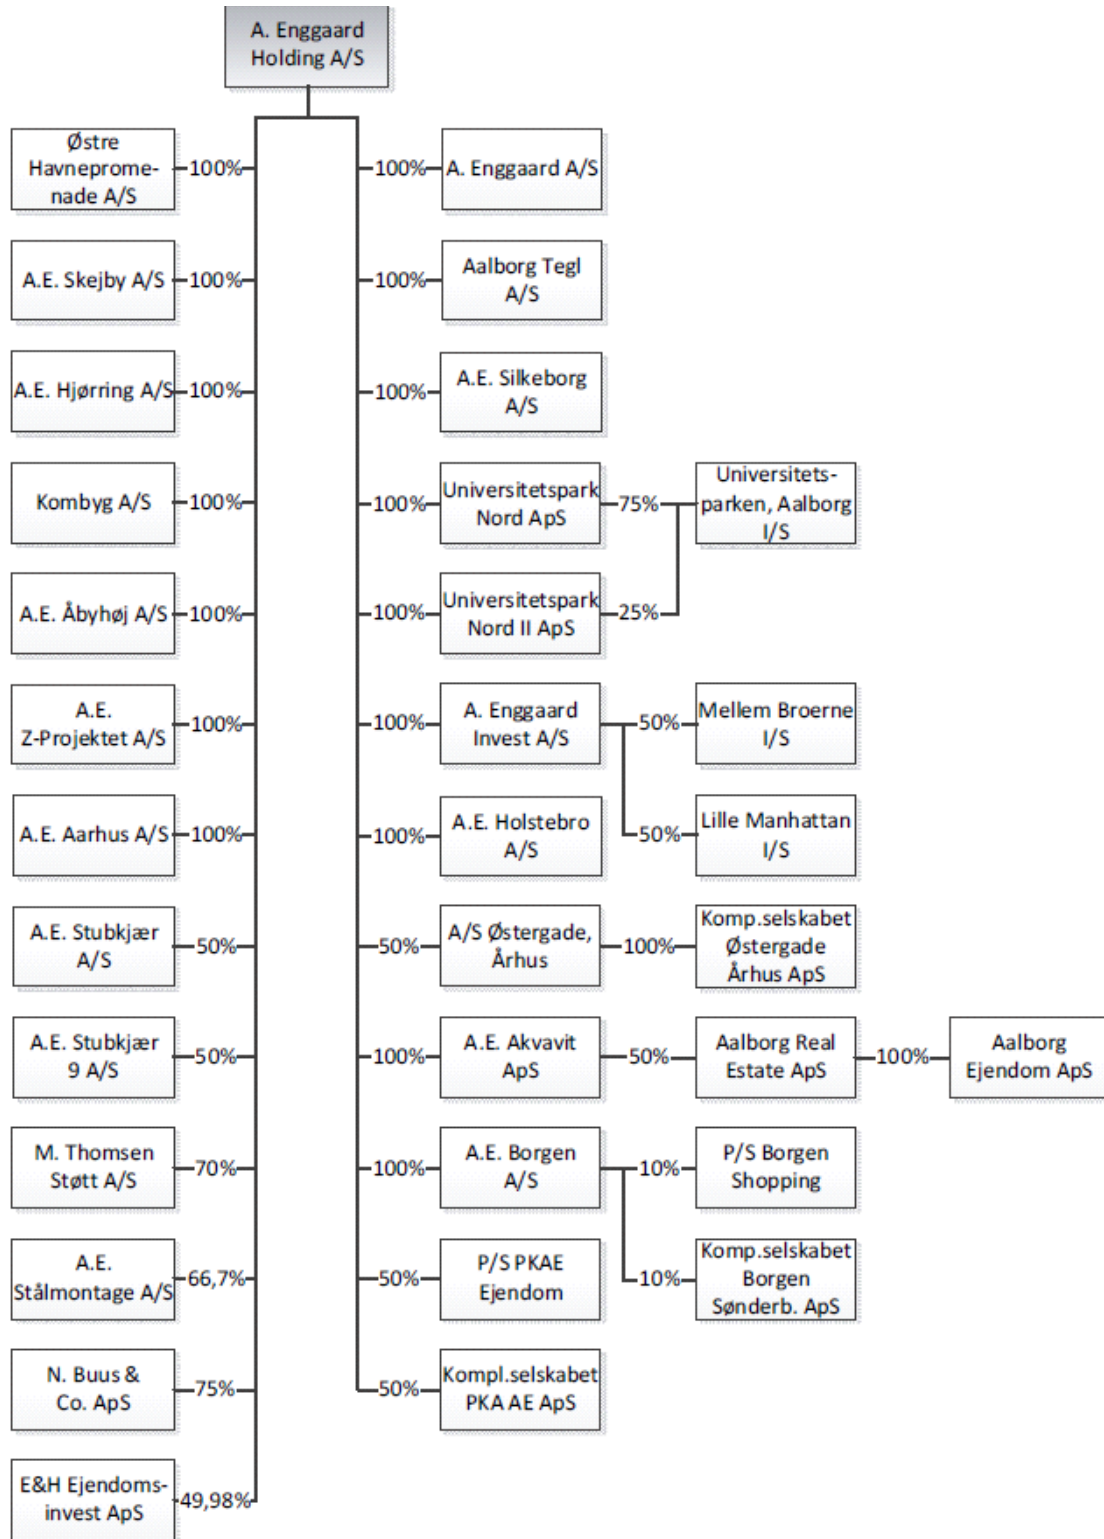 A. Enggaard
Holding A/S
Østre
Havneprome-
nade A/S
100%
100%
A. Enggaard A/S
A.E. Skejby A/S
100%
100%
Aalborg Tegl
A/S
A.E. Hjørring A/S
100%
100%
A.E. Silkeborg
A/S
Kombyg A/S
100%
100%
Universitetspark
Nord ApS
75%
Universitets-
parken, Aalborg
I/S
A.E. Åbyhøj A/S
100%
100%
Universitetspark
Nord II ApS
25%
A.E.
Z-Projektet A/S
100%
100%
A. Enggaard
Invest A/S
50%
Mellem Broerne
I/S
A.E. Aarhus A/S
100%
100%
A.E. Holstebro
A/S
50%
Lille Manhattan
I/S
A.E. Stubkjær
A/S
50%
50%
A/S Østergade,
Århus
100%
Komp.selskabet
Østergade
Århus ApS
A.E. Stubkjær
9 A/S
50%
100%
A.E. Akvavit
ApS
50%
Aalborg Real
Estate ApS
100%
Aalborg
Ejendom ApS
M. Thomsen
Støtt A/S
70%
100%
A.E. Borgen
A/S
10%
P/S Borgen
Shopping
A.E.
Stålmontage A/S
66,7%
50%
P/S PKAE
Ejendom
10%
Komp.selskabet
Borgen
Sønderb. ApS
N. Buus &
Co. ApS
75%
50%
Kompl.selskabet
PKA AE ApS
E&H Ejendoms-
invest ApS
49,98%